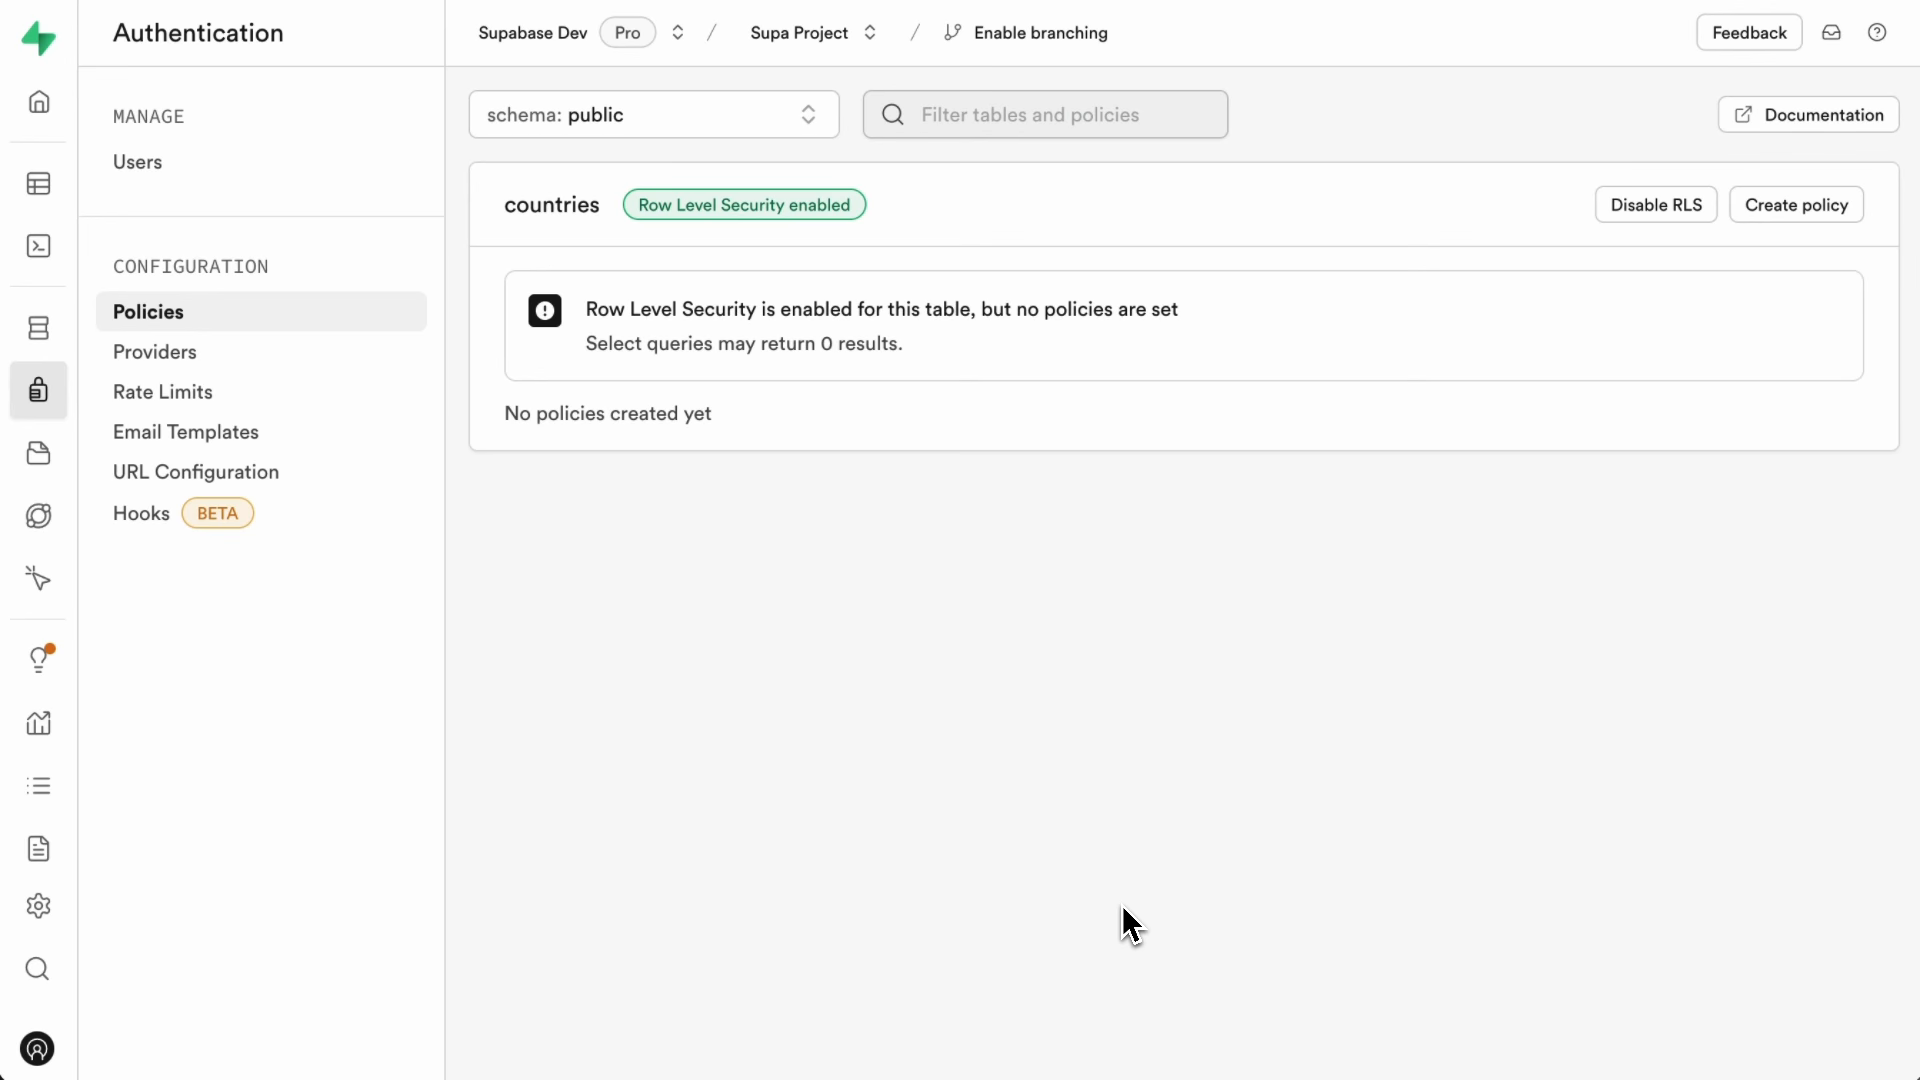 Authentication
Supabase Dev Pro / Supa Project / Enable branching
Feedback
MANAGE
Users
CONFIGURATION
Policies
Providers
Rate Limits
Email Templates
URL Configuration
Hooks BETA
schema: public
Filter tables and policies
Documentation
countries Row Level Security enabled
Disable RLS Create policy
Row Level Security is enabled for this table, but no policies are set
Select queries may return 0 results.
No policies created yet